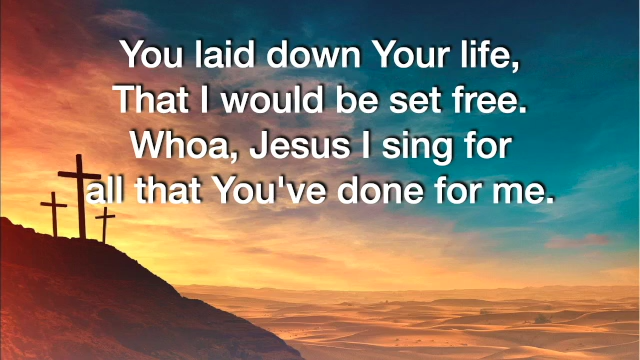 You laid down Your life,
That I would be set free.
Whoa, Jesus I sing for
all that You've done for me.